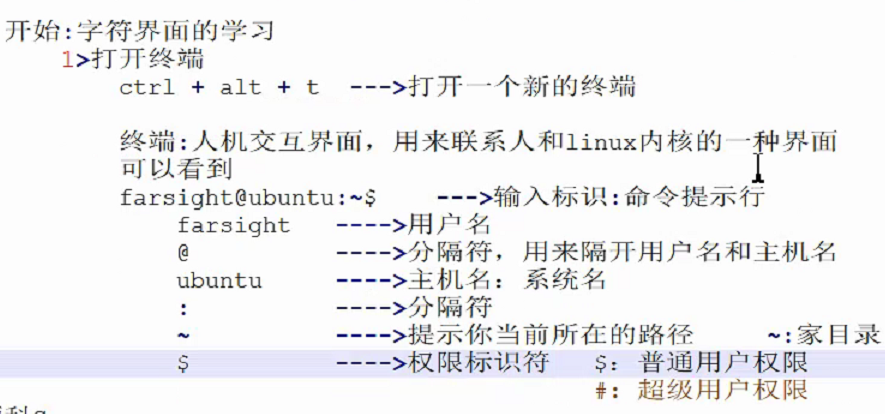 开始:字符界面的学习
1>打开终端
ctrl + alt + t --->打开一个新的终端
终端:人机交互界面，用来联系人和linux内核的一种界面
可以看到
farsight@ubuntu:~$ --->输入标识:命令提示行
farsight ---->用户名
@ ---->分隔符，用来隔开用户名和主机名
ubuntu ---->主机名：系统名
: ---->分隔符
~ ---->提示你当前所在的路径 ~:家目录
$ ---->权限标识符 $：普通用户权限
#：超级用户权限